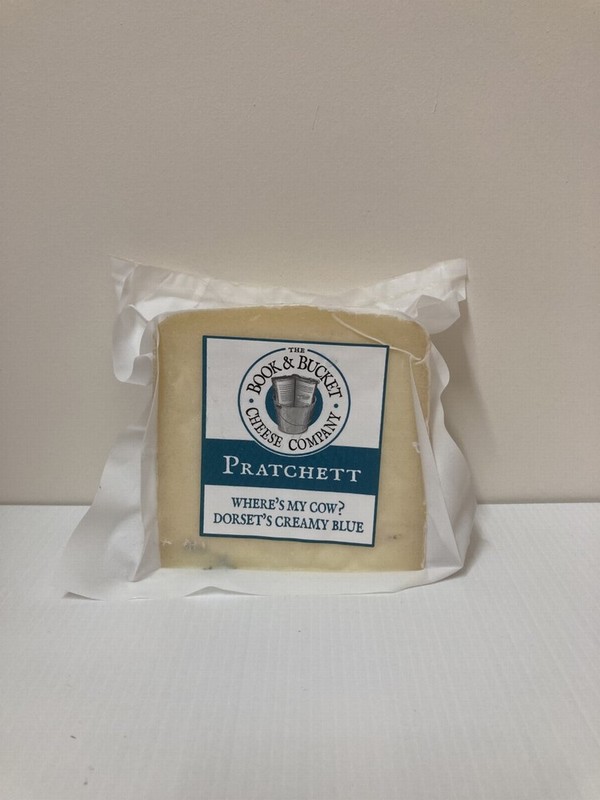 THE
BOOK & BUCKET
CHEESE COMPANY
PRATCHETT
WHERE'S MY COW?
DORSET'S CREAMY BLUE